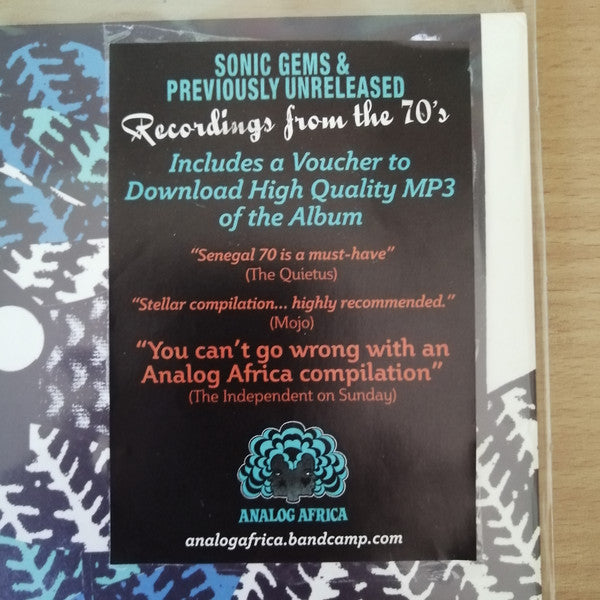 SONIC GEMS &
PREVIOUSLY UNRELEASED
Recordings from the 70's
Includes a Voucher to
Download High Quality MP3
of the Album
"Senegal 70 is a must-have"
(The Quietus)
"Stellar compilation... highly recommended."
(Mojo)
"You can't go wrong with an
Analog Africa compilation"
(The Independent on Sunday)
ANALOG AFRICA
analogafrica.bandcamp.com